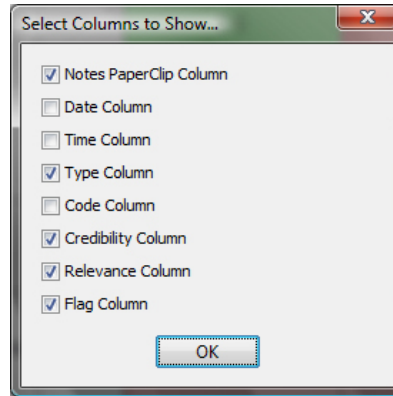 Select Columns to Show...
Notes PaperClip Column
Date Column
Time Column
Type Column
Code Column
Credibility Column
Relevance Column
Flag Column
OK